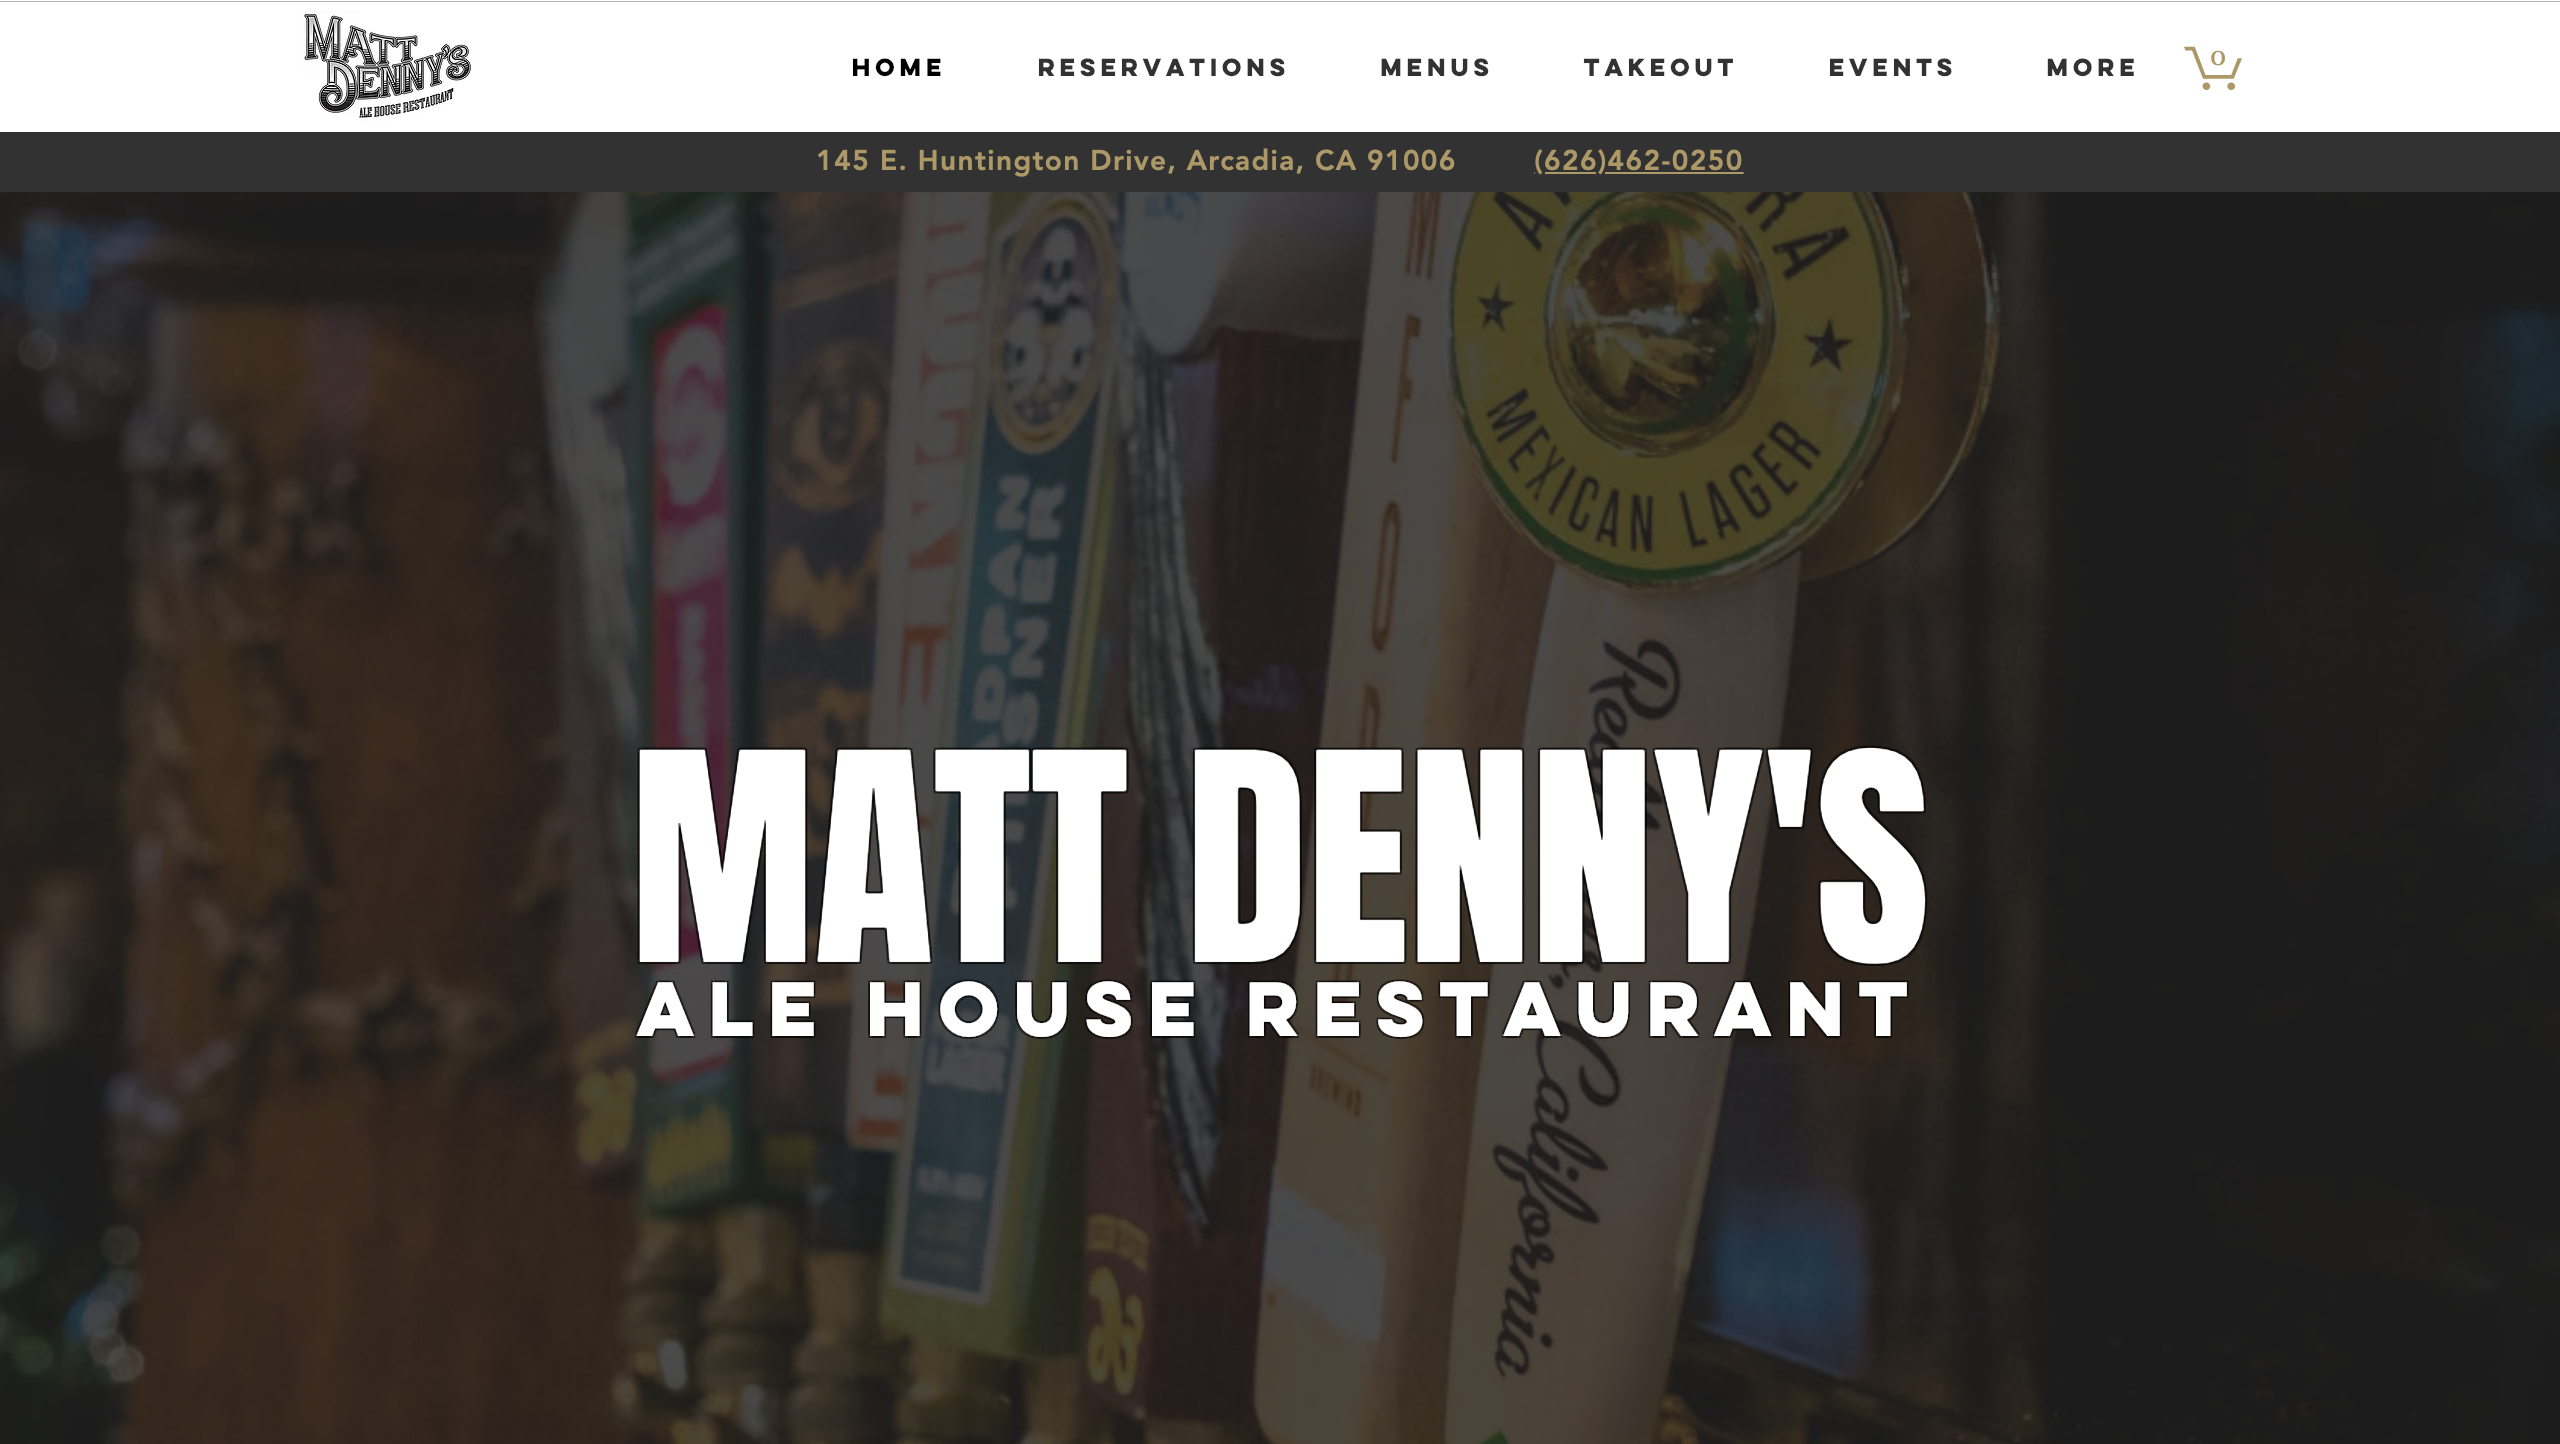 MATT
DENNY'S
ALE HOUSE RESTAURANT
HOME
RESERVATIONS
MENUS
TAKEOUT
EVENTS
MORE
0
145 E. Huntington Drive, Arcadia, CA 91006
(626)462-0250
MEXICAN LAGER
MATT DENNY'S
ALE HOUSE RESTAURANT
LAGER
California